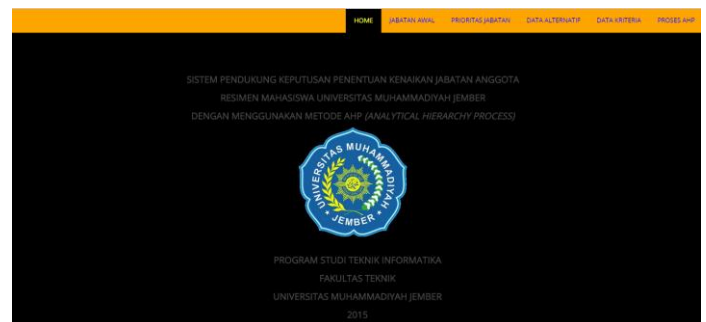 HOME JABATAN AWAL PRIORITAS JABATAN DATA ALTERNATIF DATA KRITERIA PROSES AHP
SISTEM PENDUKUNG KEPUTUSAN PENENTUAN KENAIKAN JABATAN ANGGOTA
RESIMEN MAHASISWA UNIVERSITAS MUHAMMADIYAH JEMBER
DENGAN MENGGUNAKAN METODE AHP (ANALYTICAL HIERARCHY PROCESS)
UNIVERSITAS MUHAMMADIYAH
JEMBER
PROGRAM STUDI TEKNIK INFORMATIKA
FAKULTAS TEKNIK
UNIVERSITAS MUHAMMADIYAH JEMBER
2015